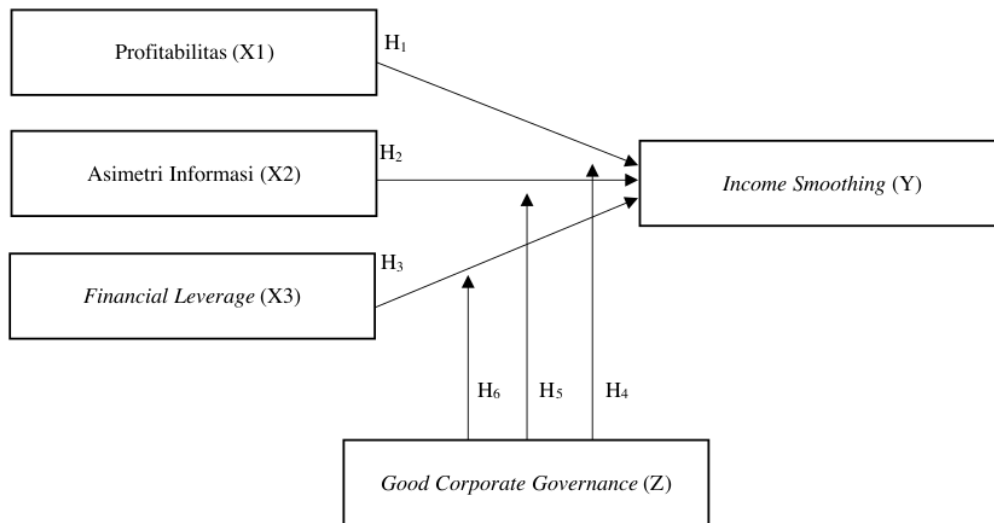 Profitabilitas (X1)
H1
Asimetri Informasi (X2)
H2
Income Smoothing (Y)
Financial Leverage (X3)
H3
H6
H5
H4
Good Corporate Governance (Z)